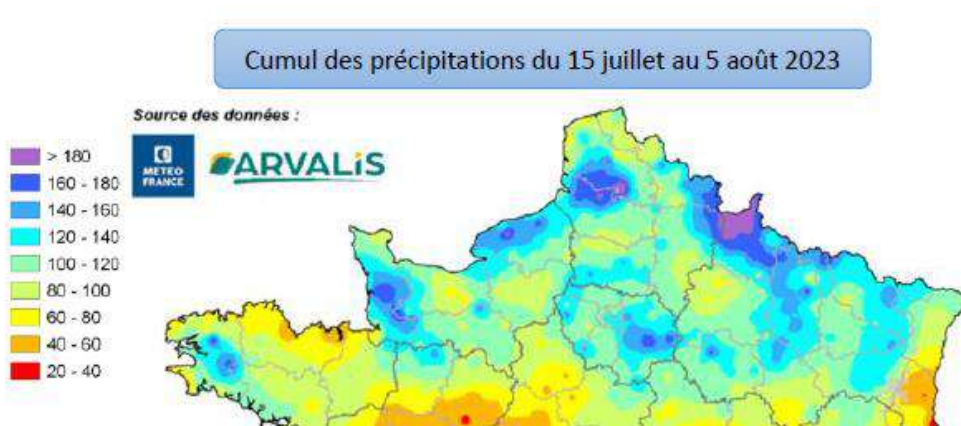 Cumul des précipitations du 15 juillet au 5 août 2023
Source des données :
METEO
FRANCE
ARVALIS
> 180
160 - 180
140 - 160
120 - 140
100 - 120
80 - 100
60 - 80
40 - 60
20 - 40